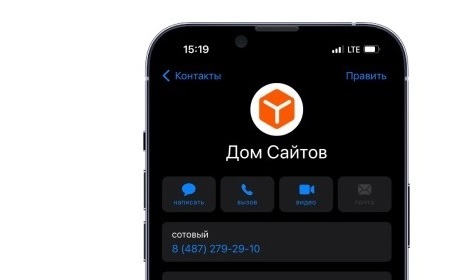 15:19
LTE
Контакты
Править
Дом Сайтов
написать
вызов
видео
почта
сотовый
8 (487) 279-29-10